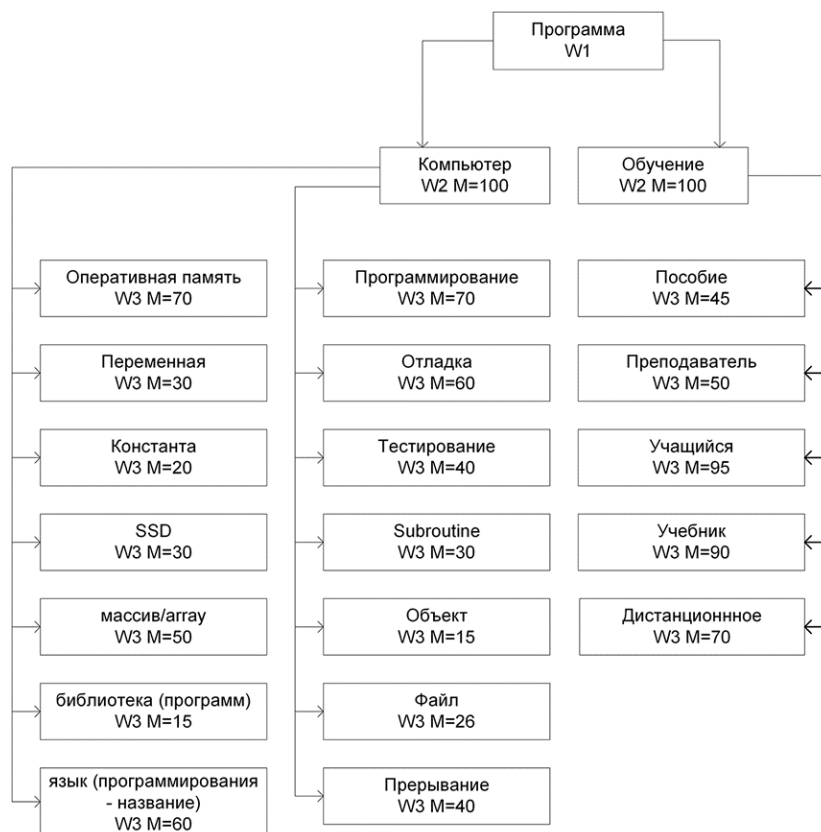 Программа
W1
Компьютер
W2 M=100
Обучение
W2 M=100
Оперативная память
W3 M=70
Программирование
W3 M=70
Пособие
W3 M=45
Переменная
W3 M=30
Отладка
W3 M=60
Преподаватель
W3 M=50
Константа
W3 M=20
Тестирование
W3 M=40
Учащийся
W3 M=95
SSD
W3 M=30
Subroutine
W3 M=30
Учебник
W3 M=90
массив/array
W3 M=50
Объект
W3 M=15
Дистанционнное
W3 M=70
библиотека (программ)
W3 M=15
Файл
W3 M=26
язык (программирования
- название)
W3 M=60
Прерывание
W3 M=40